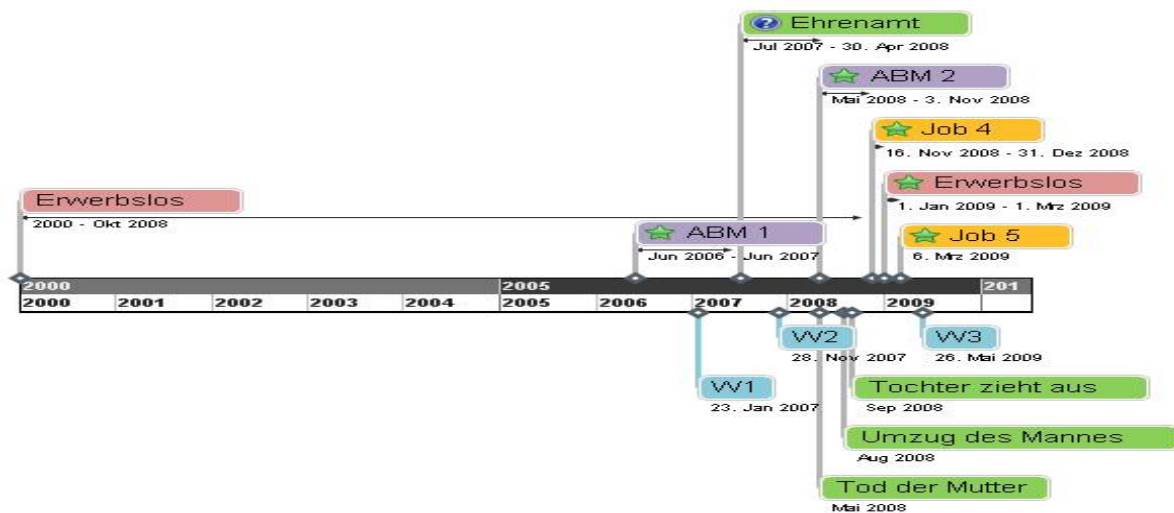 Ehrenamt
Jul 2007 - 30. Apr 2008
ABM 2
Mai 2008 - 3. Nov 2008
Job 4
16. Nov 2008 - 31. Dez 2008
Erwerbslos
2000 - Okt 2008
Erwerbslos
1. Jan 2009 - 1. Mrz 2009
ABM 1
Jun 2006 - Jun 2007
Job 5
6. Mrz 2009
2000 2005 201
2000 2001 2002 2003 2004 2005 2006 2007 2008 2009
VV2
28. Nov 2007
VV3
26. Mai 2009
VV1
23. Jan 2007
Tochter zieht aus
Sep 2008
Umzug des Mannes
Aug 2008
Tod der Mutter
Mai 2008